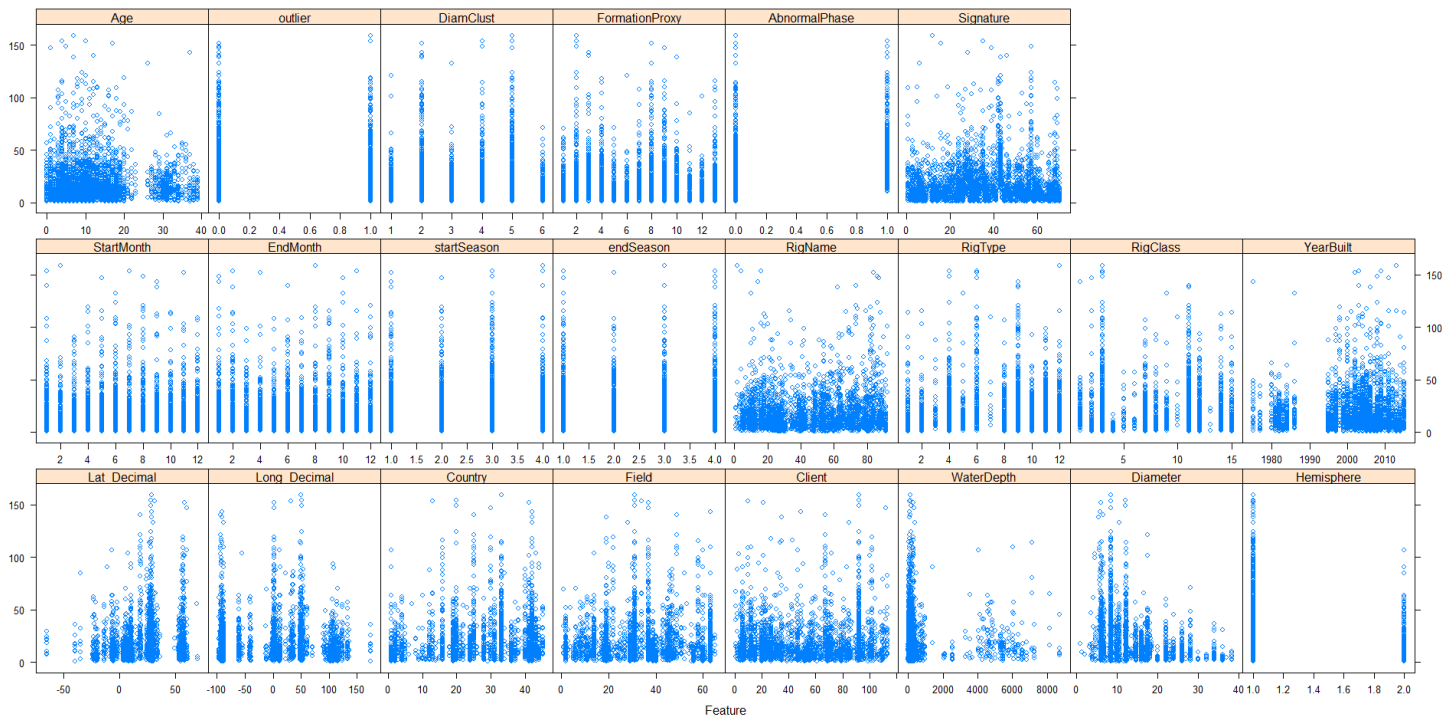 Age outlier DiamClust FormationProxy AbnormalPhase Signature
150
100
50
0
0 10 20 30 40 0.0 0.2 0.4 0.6 0.8 1.0 1 2 3 4 5 6 2 4 6 8 10 12 0.0 0.2 0.4 0.6 0.8 1.0 0 20 40 60
StartMonth EndMonth startSeason endSeason RigName RigType RigClass YearBuilt
150
100
50
0
2 4 6 8 10 12 2 4 6 8 10 12 1.0 1.5 2.0 2.5 3.0 3.5 4.0 1.0 1.5 2.0 2.5 3.0 3.5 4.0 0 20 40 60 80 2 4 6 8 10 12 5 10 15 1980 1990 2000 2010
Lat_Decimal Long_Decimal Country Field Client WaterDepth Diameter Hemisphere
150
100
50
0
-50 0 50 -100 -50 0 50 100 150 0 10 20 30 40 0 20 40 60 0 20 40 60 80 100 0 2000 4000 6000 8000 0 10 20 30 40 1.0 1.2 1.4 1.6 1.8 2.0
Feature